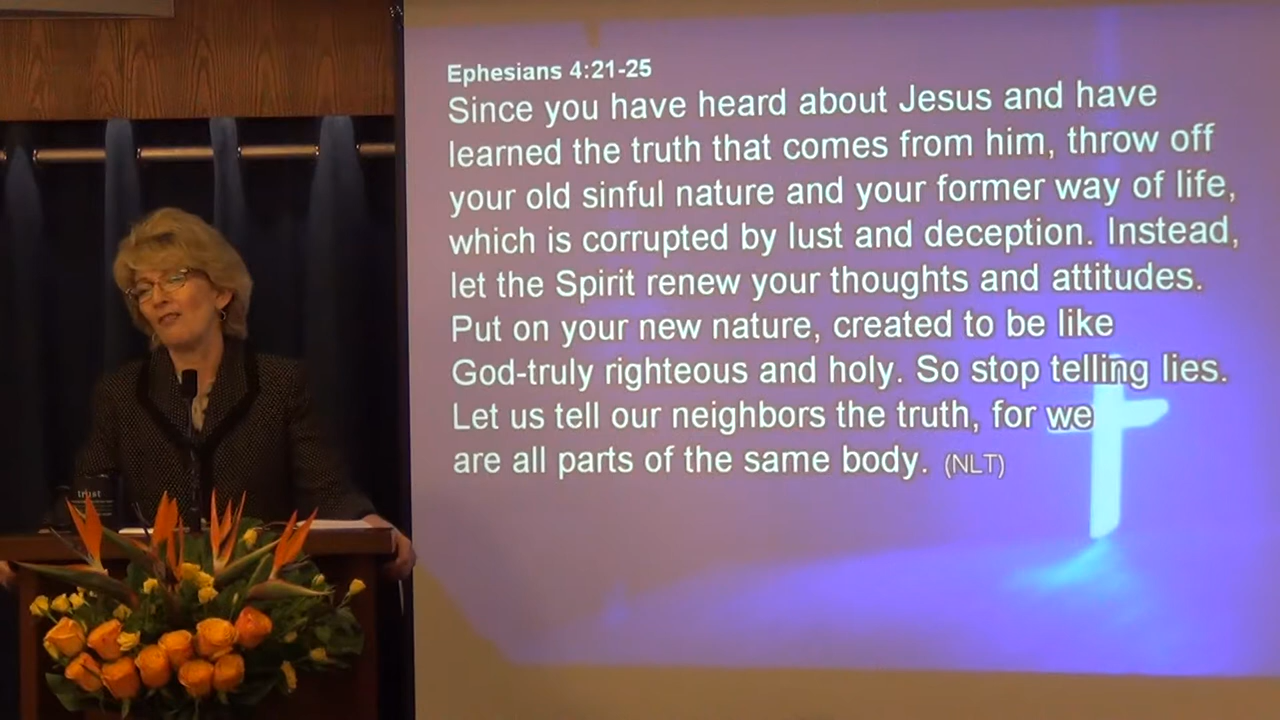 Ephesians 4:21-25
Since you have heard about Jesus and have
learned the truth that comes from him, throw off
your old sinful nature and your former way of life,
which is corrupted by lust and deception. Instead,
let the Spirit renew your thoughts and attitudes.
Put on your new nature, created to be like
God-truly righteous and holy. So stop telling lies.
Let us tell our neighbors the truth, for we
are all parts of the same body. (NLT)
trust